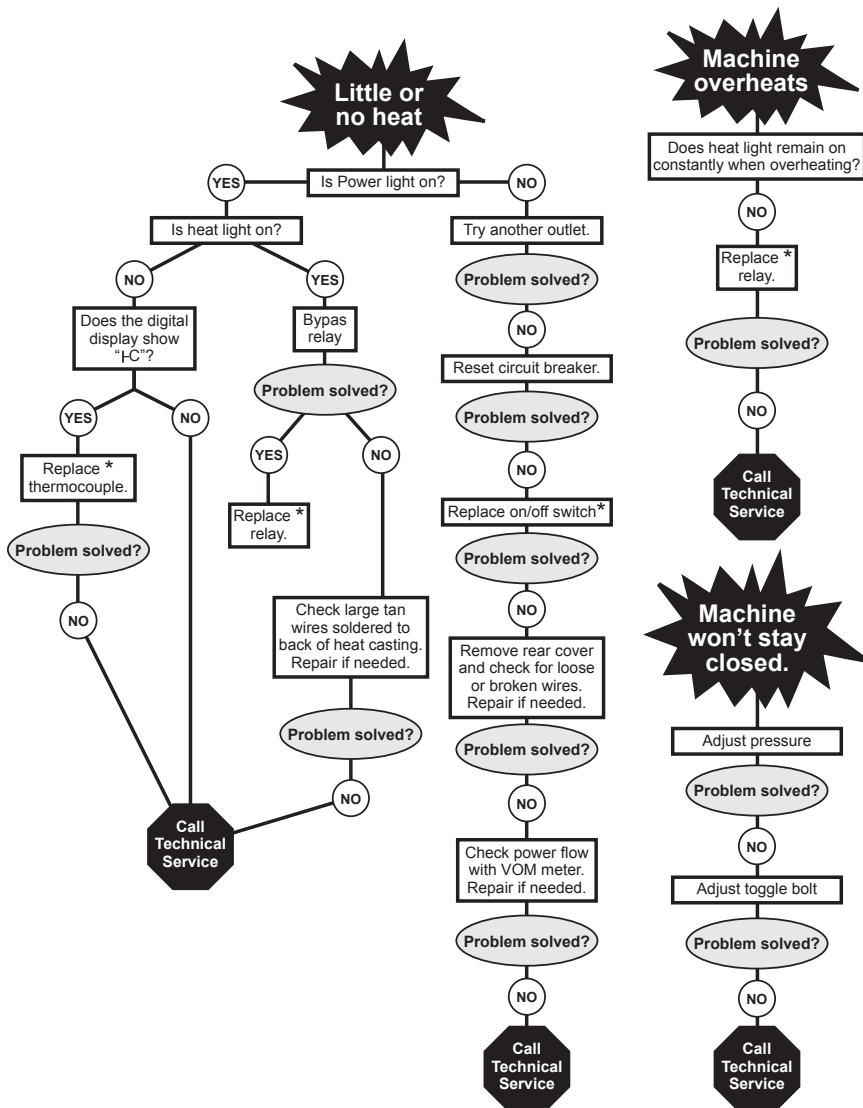 Little or
no heat
Is Power light on?
YES
Is heat light on?
NO
Does the digital
display show
“I-C”?
YES
Replace *
thermocouple.
Problem solved?
NO
NO
YES
Bypas
relay
Problem solved?
YES
Replace *
relay.
NO
Check large tan
wires soldered to
back of heat casting.
Repair if needed.
Problem solved?
NO
Call
Technical
Service
NO
Try another outlet.
Problem solved?
NO
Reset circuit breaker.
Problem solved?
NO
Replace on/off switch*
Problem solved?
NO
Remove rear cover
and check for loose
or broken wires.
Repair if needed.
Problem solved?
NO
Check power flow
with VOM meter.
Repair if needed.
Problem solved?
NO
Call
Technical
Service
Machine
overheats
Does heat light remain on
constantly when overheating?
NO
Replace *
relay.
Problem solved?
NO
Call
Technical
Service
Machine
won’t stay
closed.
Adjust pressure
Problem solved?
NO
Adjust toggle bolt
Problem solved?
NO
Call
Technical
Service